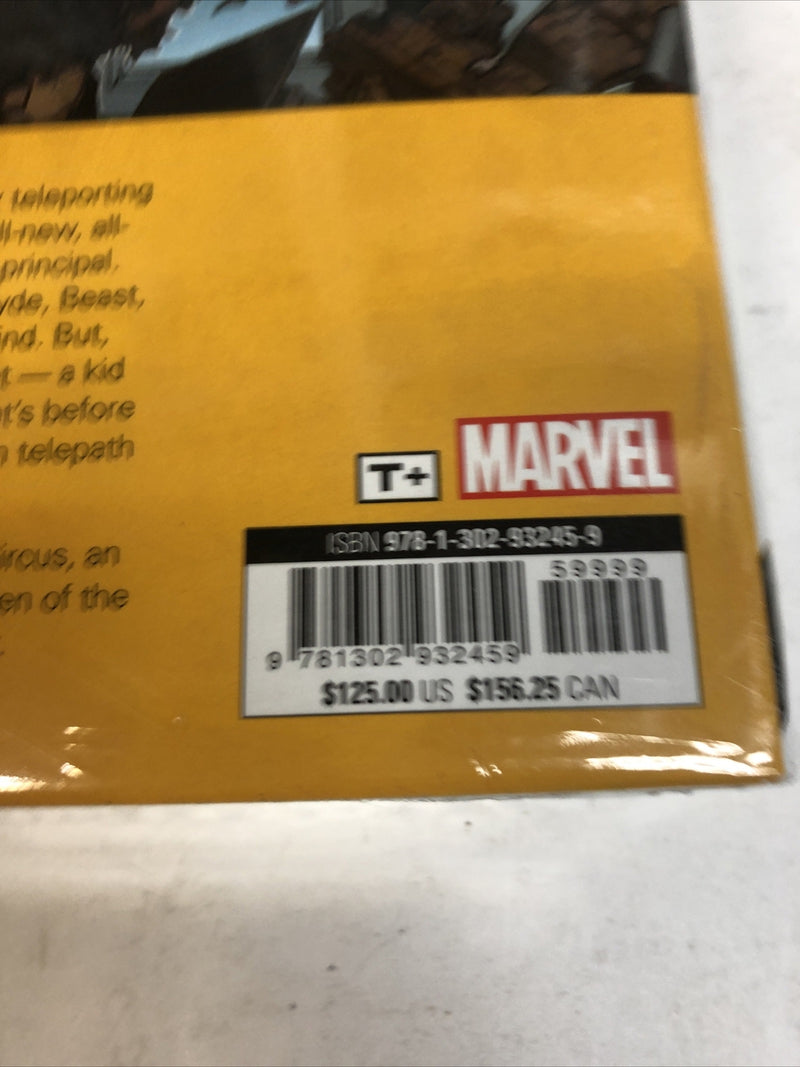 teleporting
ll-new, all-
principal.
yde, Beast,
ind. But,
t — a kid
t's before
telepath
ircus, an
en of the
T+
MARVEL
ISBN 978-1-302-93245-9
59999
9 781302 932459
$125.00 US $156.25 CAN